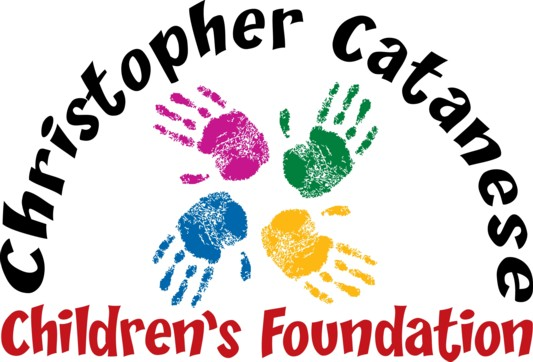 Christopher Catanese
Children's Foundation